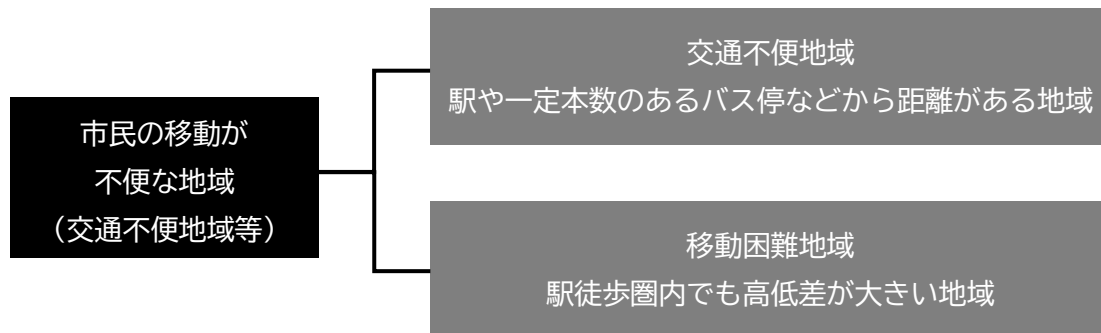 市民の移動が
不便な地域
（交通不便地域等）
交通不便地域
駅や一定本数のあるバス停などから距離がある地域
移動困難地域
駅徒歩圏内でも高低差が大きい地域